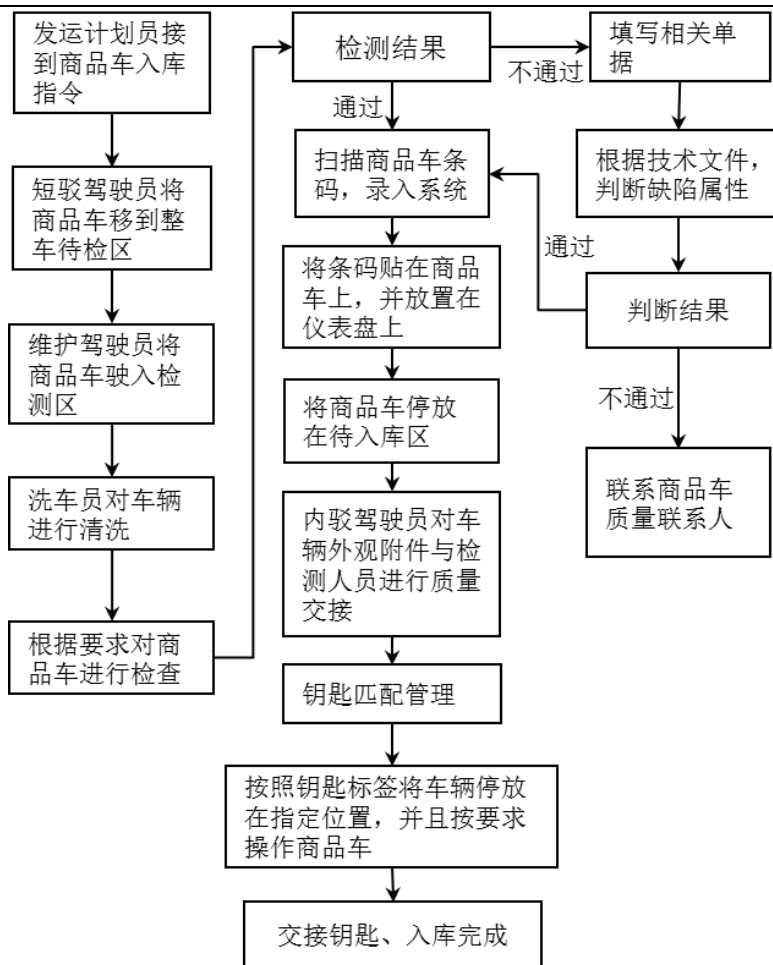 发运计划员接
到商品车入库
指令
短驳驾驶员将
商品车移到整
车待检区
维护驾驶员将
商品车驶入检
测区
洗车员对车辆
进行清洗
根据要求对商
品车进行检查
检测结果
不通过
通过
填写相关单
据
扫描商品车条
码，录入系统
根据技术文件，
判断缺陷属性
通过
判断结果
不通过
联系商品车
质量联系人
将条码贴在商品
车上，并放置在
仪表盘上
将商品车停放
在待入库区
内驳驾驶员对车
辆外观附件与检
测人员进行质量
交接
钥匙匹配管理
按照钥匙标签将车辆停放
在指定位置，并且按要求
操作商品车
交接钥匙、入库完成